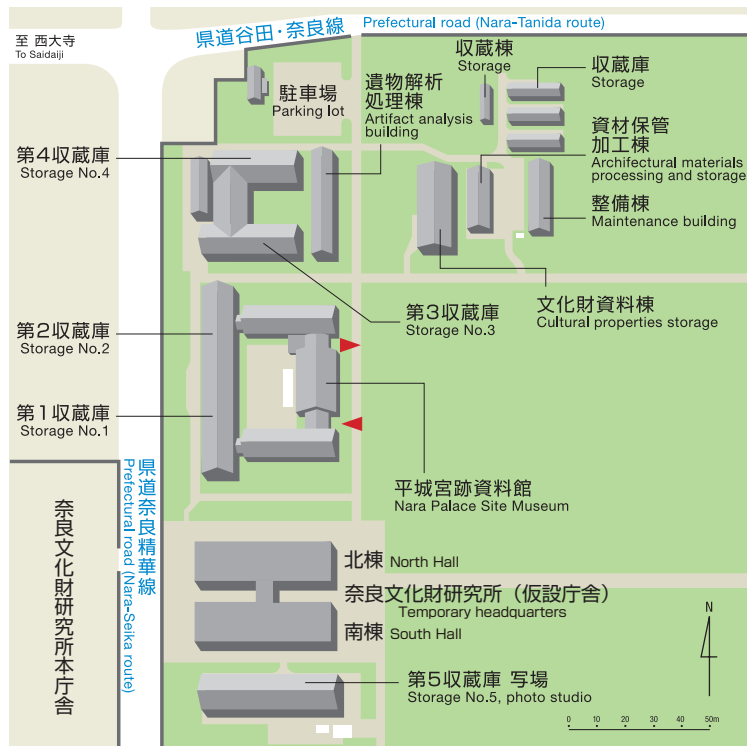 県道谷田・奈良線
Prefectural road (Nara-Tanida route)
至 西大寺
To Saidaiji
駐車場
Parking lot
遺物解析
処理棟
Artifact analysis
building
収蔵棟
Storage
収蔵庫
Storage
資材保管
加工棟
Archifectural materials
processing and storage
整備棟
Maintenance building
第4収蔵庫
Storage No.4
第3収蔵庫
Storage No.3
文化財資料棟
Cultural properties storage
第2収蔵庫
Storage No.2
第1収蔵庫
Storage No.1
平城宮跡資料館
Nara Palace Site Museum
県道奈良精華線
Prefectural road (Nara-Seika route)
奈良文化財研究所本庁舎
北棟 North Hall
奈良文化財研究所（仮設庁舎）
Temporary headquarters
南棟 South Hall
第5収蔵庫 写場
Storage No.5, photo studio
N
0 10 20 30 40 50m